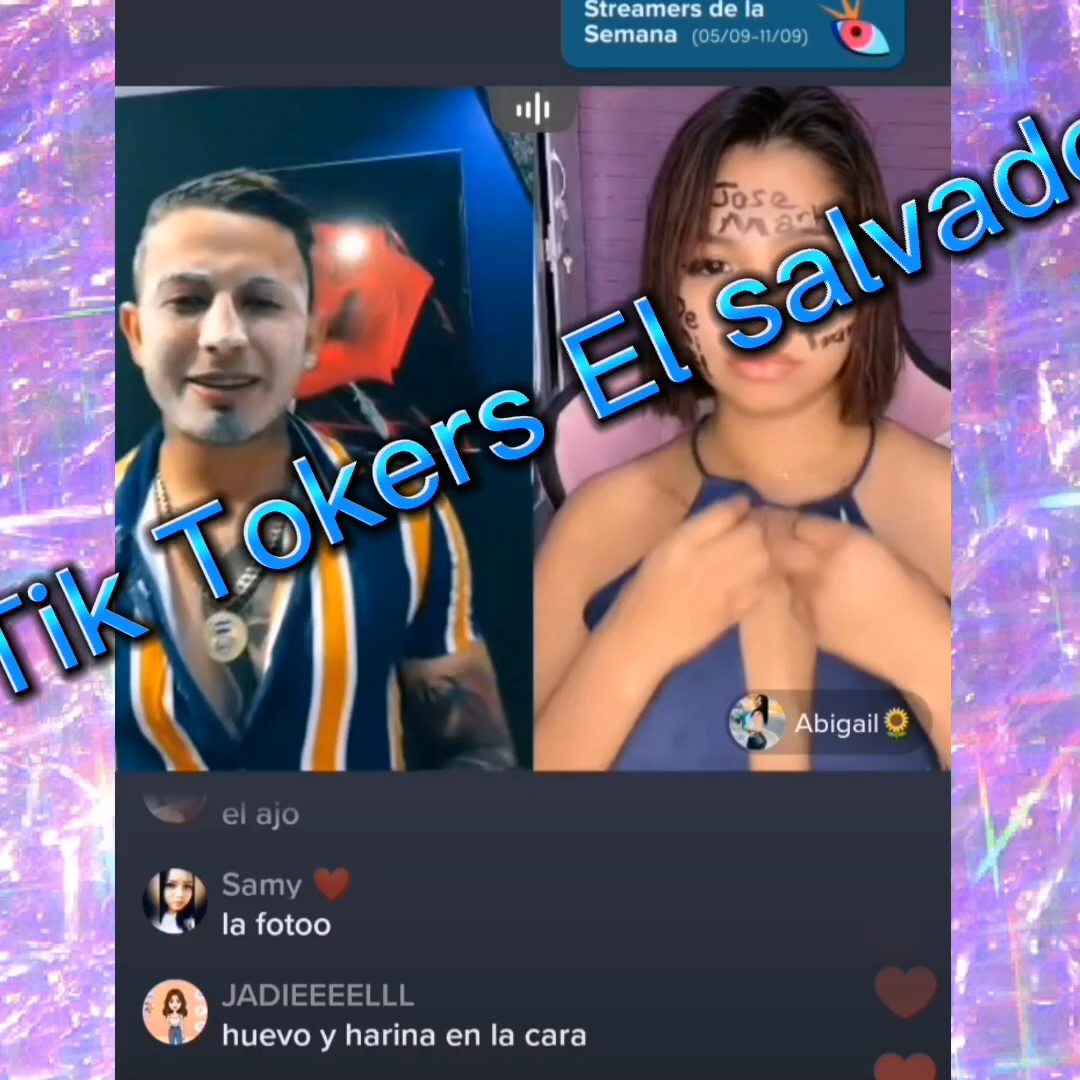 Streamers de la
Semana (05/09-11/09)
Jose
Tik Tokers El salvado
Abigail
el ajo
Samy
la fotoo
JADIEEEELLL
huevo y harina en la cara